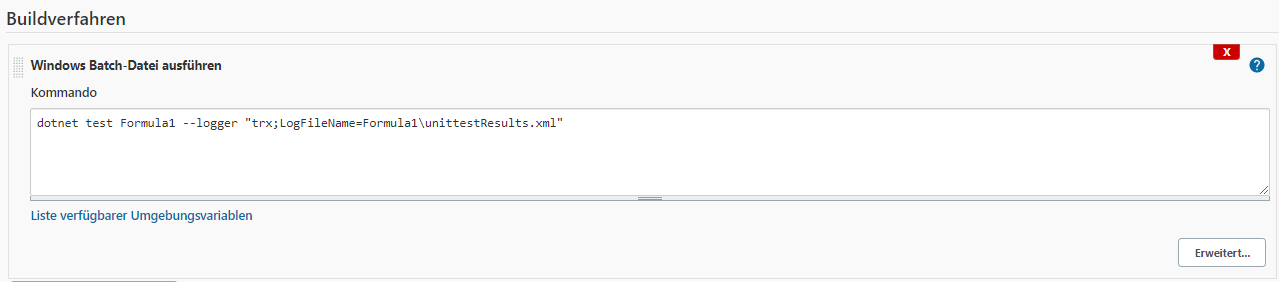 Buildverfahren
X
Windows Batch-Datei ausführen
?
Kommando
dotnet test Formula1 --logger "trx;LogFileName=Formula1\unittestResults.xml"
Liste verfügbarer Umgebungsvariablen
Erweitert...